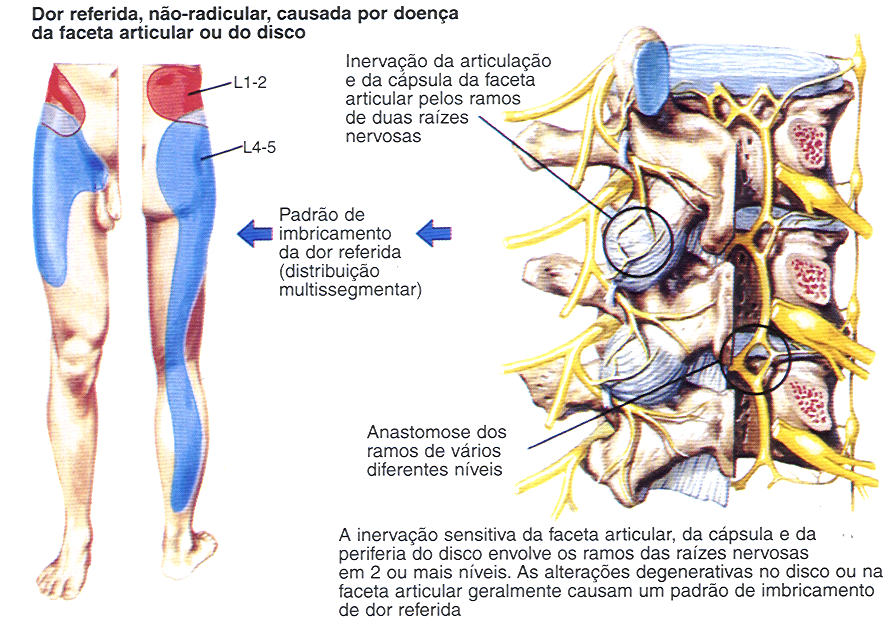 Dor referida, não-radicular, causada por doença
da faceta articular ou do disco
L1-2
L4-5
Inervação da articulação
e da cápsula da faceta
articular pelos ramos
de duas raízes
nervosas
Padrão de
imbricamento
da dor referida
(distribuição
multissegmentar)
Anastomose dos
ramos de vários
diferentes níveis
A inervação sensitiva da faceta articular, da cápsula e da
periferia do disco envolve os ramos das raízes nervosas
em 2 ou mais níveis. As alterações degenerativas no disco ou na
faceta articular geralmente causam um padrão de imbricamento
de dor referida